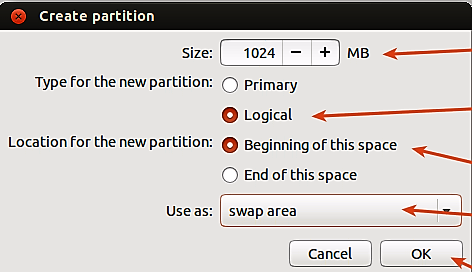 Create partition
Size: 1024 − + MB
Type for the new partition: Primary
Logical
Location for the new partition: Beginning of this space
End of this space
Use as: swap area
Cancel OK